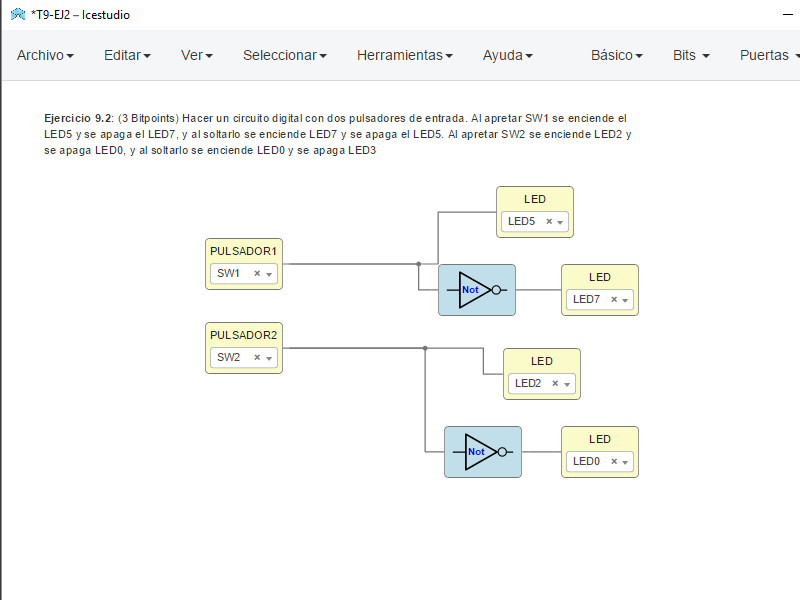 *T9-EJ2 – Icestudio
Archivo Editar Ver Seleccionar Herramientas Ayuda Básico Bits Puertas
Ejercicio 9.2: (3 Bitpoints) Hacer un circuito digital con dos pulsadores de entrada. Al apretar SW1 se enciende el
LED5 y se apaga el LED7, y al soltarlo se enciende LED7 y se apaga el LED5. Al apretar SW2 se enciende LED2 y
se apaga LED0, y al soltarlo se enciende LED0 y se apaga LED3
LED
LED5
PULSADOR1
SW1
Not
LED
LED7
PULSADOR2
SW2
LED
LED2
Not
LED
LED0